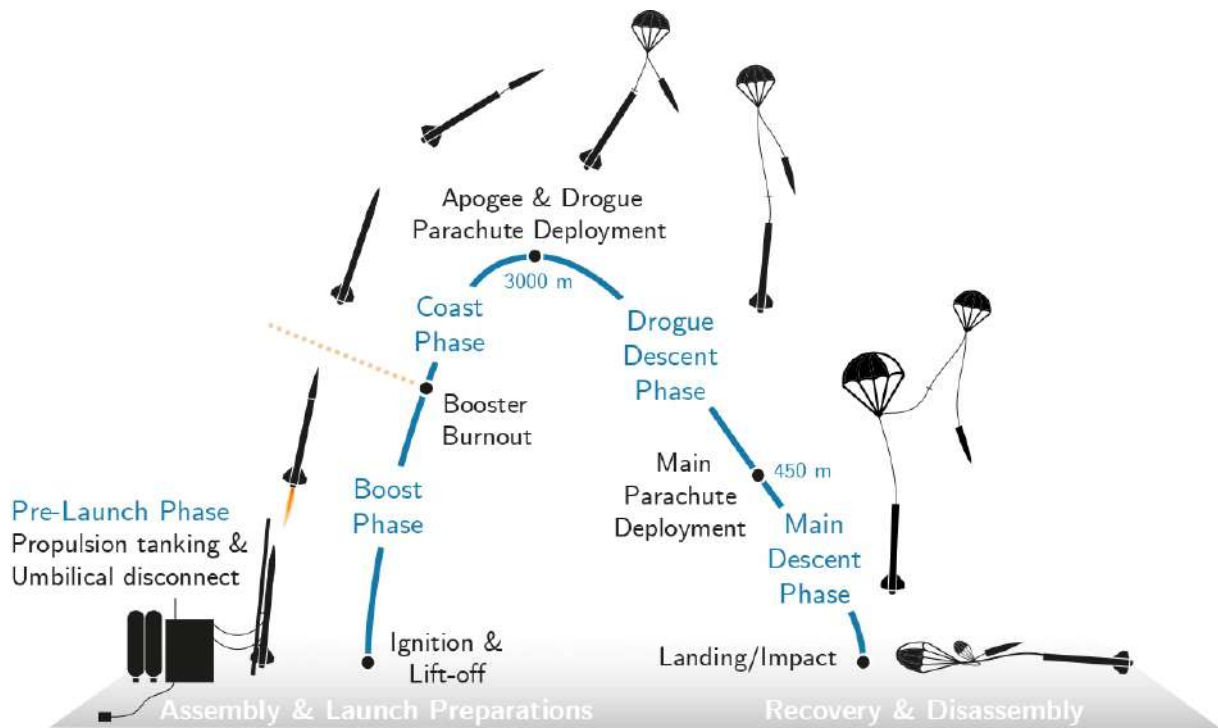 Apogee & Drogue
Parachute Deployment
3000 m
Coast
Phase
Drogue
Descent
Phase
Booster
Burnout
Main
Parachute
Deployment
450 m
Boost
Phase
Pre-Launch Phase
Propulsion tanking &
Umbilical disconnect
Main
Descent
Phase
Ignition &
Lift-off
Landing/Impact
Assembly & Launch Preparations
Recovery & Disassembly